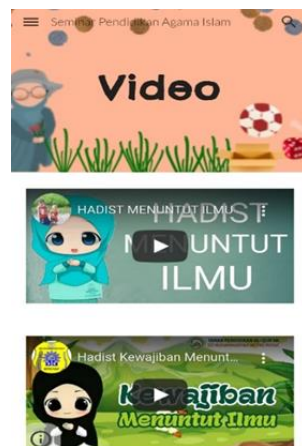 Seminar Pendidikan Agama Islam
Video
HADIST MENUNTUT ILMU
HADIST
MENUNTUT
ILMU
Hadist Kewajiban Menunt...
Kewajiban
Menuntut Ilmu